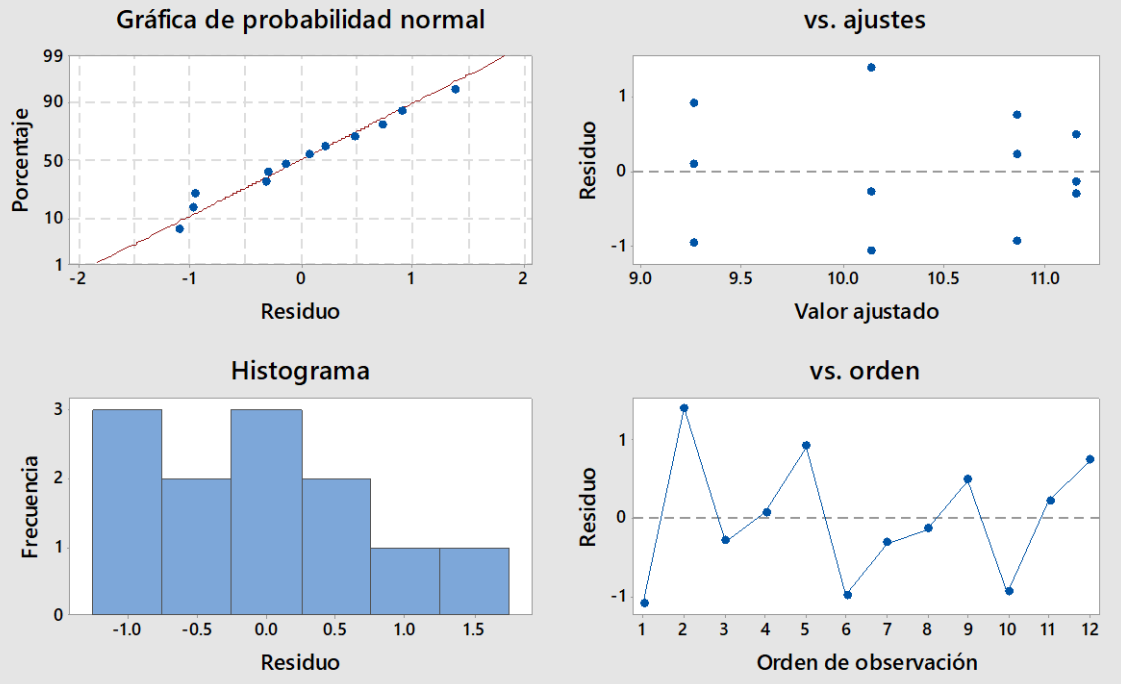 Gráfica de probabilidad normal
99
90
50
10
1
Porcentaje
-2 -1 0 1 2
Residuo
vs. ajustes
1
0
-1
Residuo
9.0 9.5 10.0 10.5 11.0
Valor ajustado
Histograma
3
2
1
0
Frecuencia
-1.0 -0.5 0.0 0.5 1.0 1.5
Residuo
vs. orden
1
0
-1
Residuo
1 2 3 4 5 6 7 8 9 10 11 12
Orden de observación